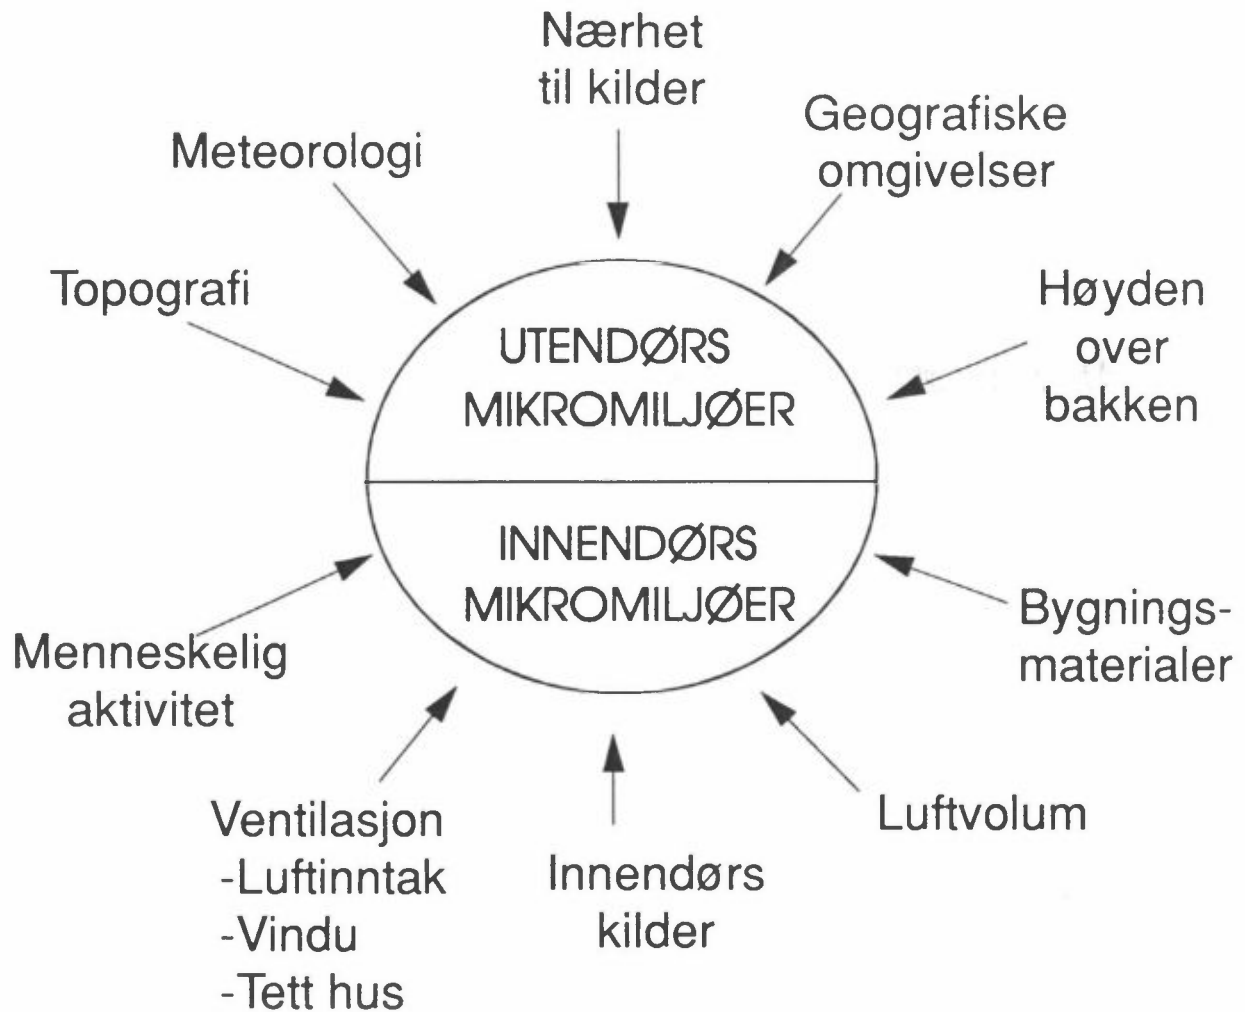 Nærhet
til kilder
Geografiske
omgivelser
Meteorologi
Topografi
Høyden
over
bakken
UTENDØRS
MIKROMILJØER
INNENDØRS
MIKROMILJØER
Menneskelig
aktivitet
Bygnings-
materialer
Ventilasjon
-Luftinntak
-Vindu
-Tett hus
Innendørs
kilder
Luftvolum